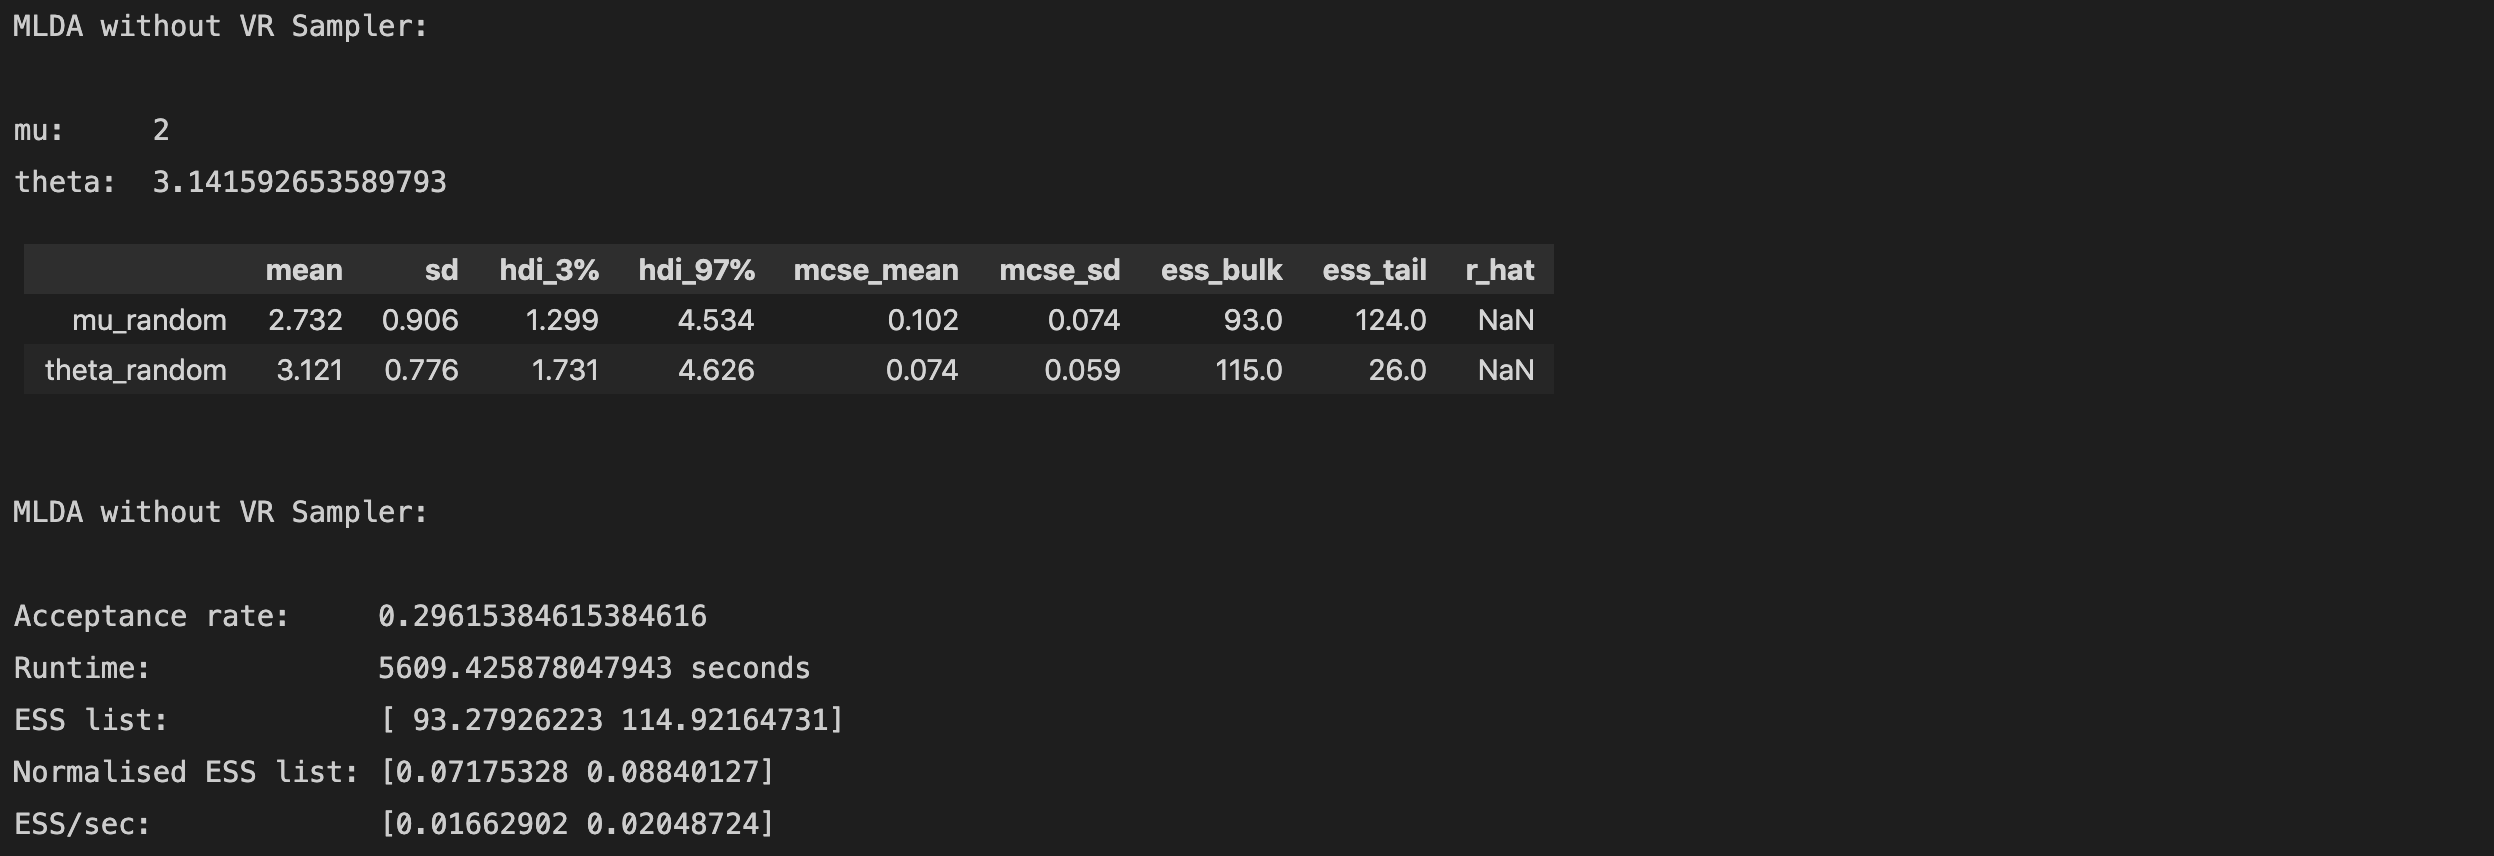 MLDA without VR Sampler:
mu: 2
theta: 3.141592653589793
mean sd hdi_3% hdi_97% mcse_mean mcse_sd ess_bulk ess_tail r_hat
mu_random 2.732 0.906 1.299 4.534 0.102 0.074 93.0 124.0 NaN
theta_random 3.121 0.776 1.731 4.626 0.074 0.059 115.0 26.0 NaN
MLDA without VR Sampler:
Acceptance rate: 0.29615384615384616
Runtime: 5609.425878047943 seconds
ESS list: [ 93.27926223 114.92164731]
Normalised ESS list: [0.07175328 0.08840127]
ESS/sec: [0.01662902 0.02048724]